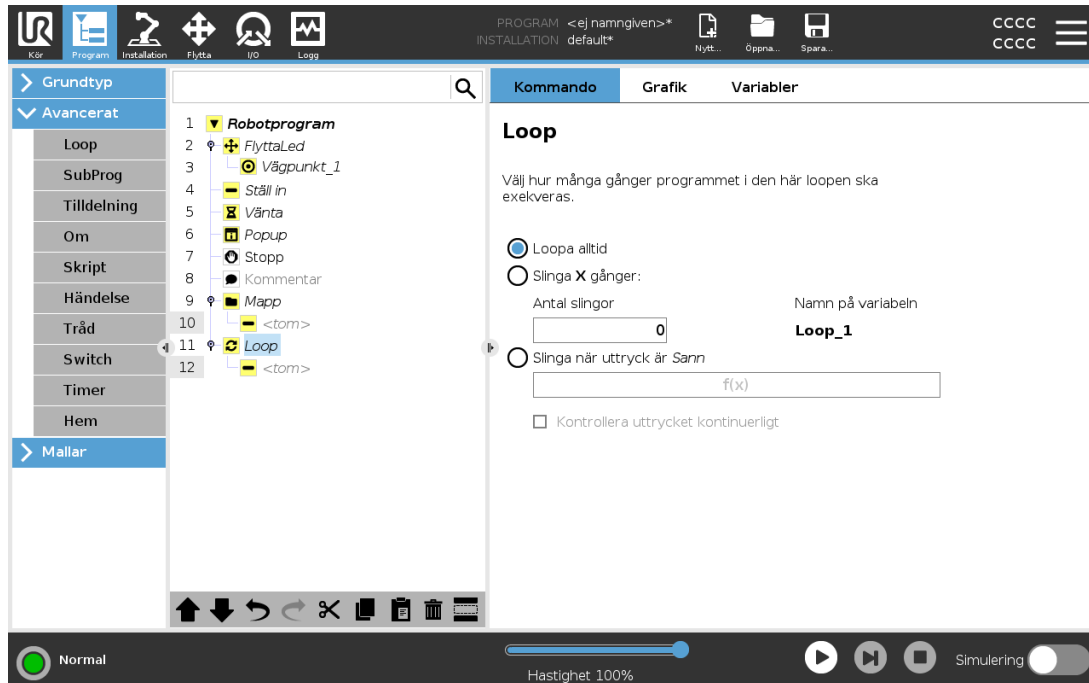 UR
Kör
Program
Installation
Flytta
I/O
Logg
PROGRAM <ej namngiven>*
INSTALLATION default*
Nytt...
Öppna...
Spara...
CCCC
CCCC
Grundtyp
Avancerat
Loop
SubProg
Tilldelning
Om
Skript
Händelse
Tråd
Switch
Timer
Hem
Mallar
1 Robotprogram
2 FlyttaLed
3 Vägpunkt_1
4 Ställ in
5 Vänta
6 Popup
7 Stopp
8 Kommentar
9 Mapp
10 <tom>
11 Loop
12 <tom>
Kommando Grafik Variabler
Loop
Välj hur många gånger programmet i den här loopen ska
exekveras.
Loopa alltid
Slinga X gånger:
Antal slingor Namn på variabeln
0 Loop_1
Slinga när uttryck är Sann
f(x)
Kontrollera uttrycket kontinuerligt
Normal
Hastighet 100%
Simulering